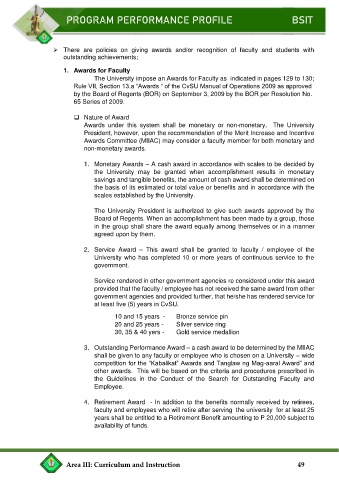 PROGRAM PERFORMANCE PROFILE BSIT
➢ There are policies on giving awards and/or recognition of faculty and students with
outstanding achievements;
1. Awards for Faculty
The University impose an Awards for Faculty as indicated in pages 129 to 130;
Rule VII, Section 13.a "Awards " of the CvSU Manual of Operations 2009 as approved
by the Board of Regents (BOR) on September 3, 2009 by the BOR per Resolution No.
65 Series of 2009.
❑ Nature of Award
Awards under this system shall be monetary or non-monetary. The University
President, however, upon the recommendation of the Merit Increase and Incentive
Awards Committee (MIIAC) may consider a faculty member for both monetary and
non-monetary awards.
1. Monetary Awards – A cash award in accordance with scales to be decided by
the University may be granted when accomplishment results in monetary
savings and tangible benefits, the amount of cash award shall be determined on
the basis of its estimated or total value or benefits and in accordance with the
scales established by the University.
The University President is authorized to give such awards approved by the
Board of Regents. When an accomplishment has been made by a group, those
in the group shall share the award equally among themselves or in a manner
agreed upon by them.
2. Service Award – This award shall be granted to faculty / employee of the
University who has completed 10 or more years of continuous service to the
government.
Service rendered in other government agencies re considered under this award
provided that the faculty / employee has not received the same award from other
government agencies and provided further, that he/she has rendered service for
at least five (5) years in CvSU.
10 and 15 years - Bronze service pin
20 and 25 years - Silver service ring
30, 35 & 40 yers - Gold service medallion
3. Outstanding Performance Award – a cash award to be determined by the MIIAC
shall be given to any faculty or employee who is chosen on a University – wide
competition for the "Kabalikat" Awards and Tanglaw ng Mag-aaral Award" and
other awards. This will be based on the criteria and procedures prescribed in
the Guidelines in the Conduct of the Search for Outstanding Faculty and
Employee.
4. Retirement Award - In addition to the benefits normally received by retirees,
faculty and employees who will retire after serving the university for at least 25
years shall be entitled to a Retirement Benefit amounting to P 20,000 subject to
availability of funds.
Area III: Curriculum and Instruction 49